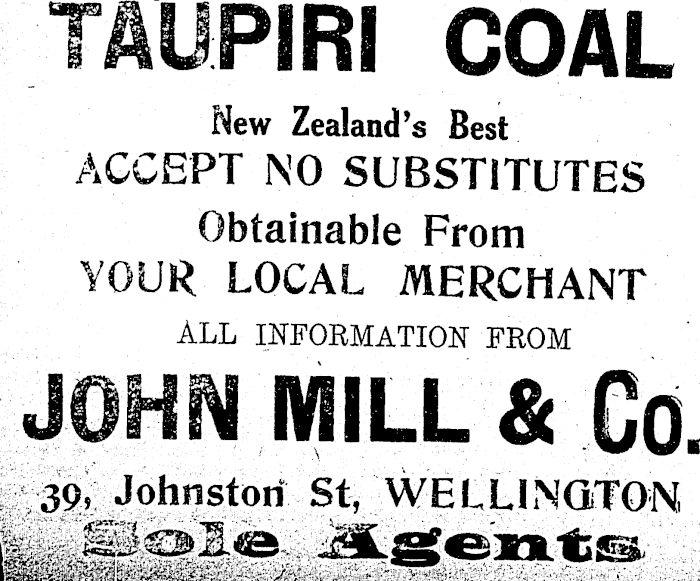 TAUPIRI COAL
New Zealand's Best
ACCEPT NO SUBSTITUTES
Obtainable From
YOUR LOCAL MERCHANT
ALL INFORMATION FROM
JOHN MILL & Co.
39, Johnston St, WELLINGTON
Sole Agents